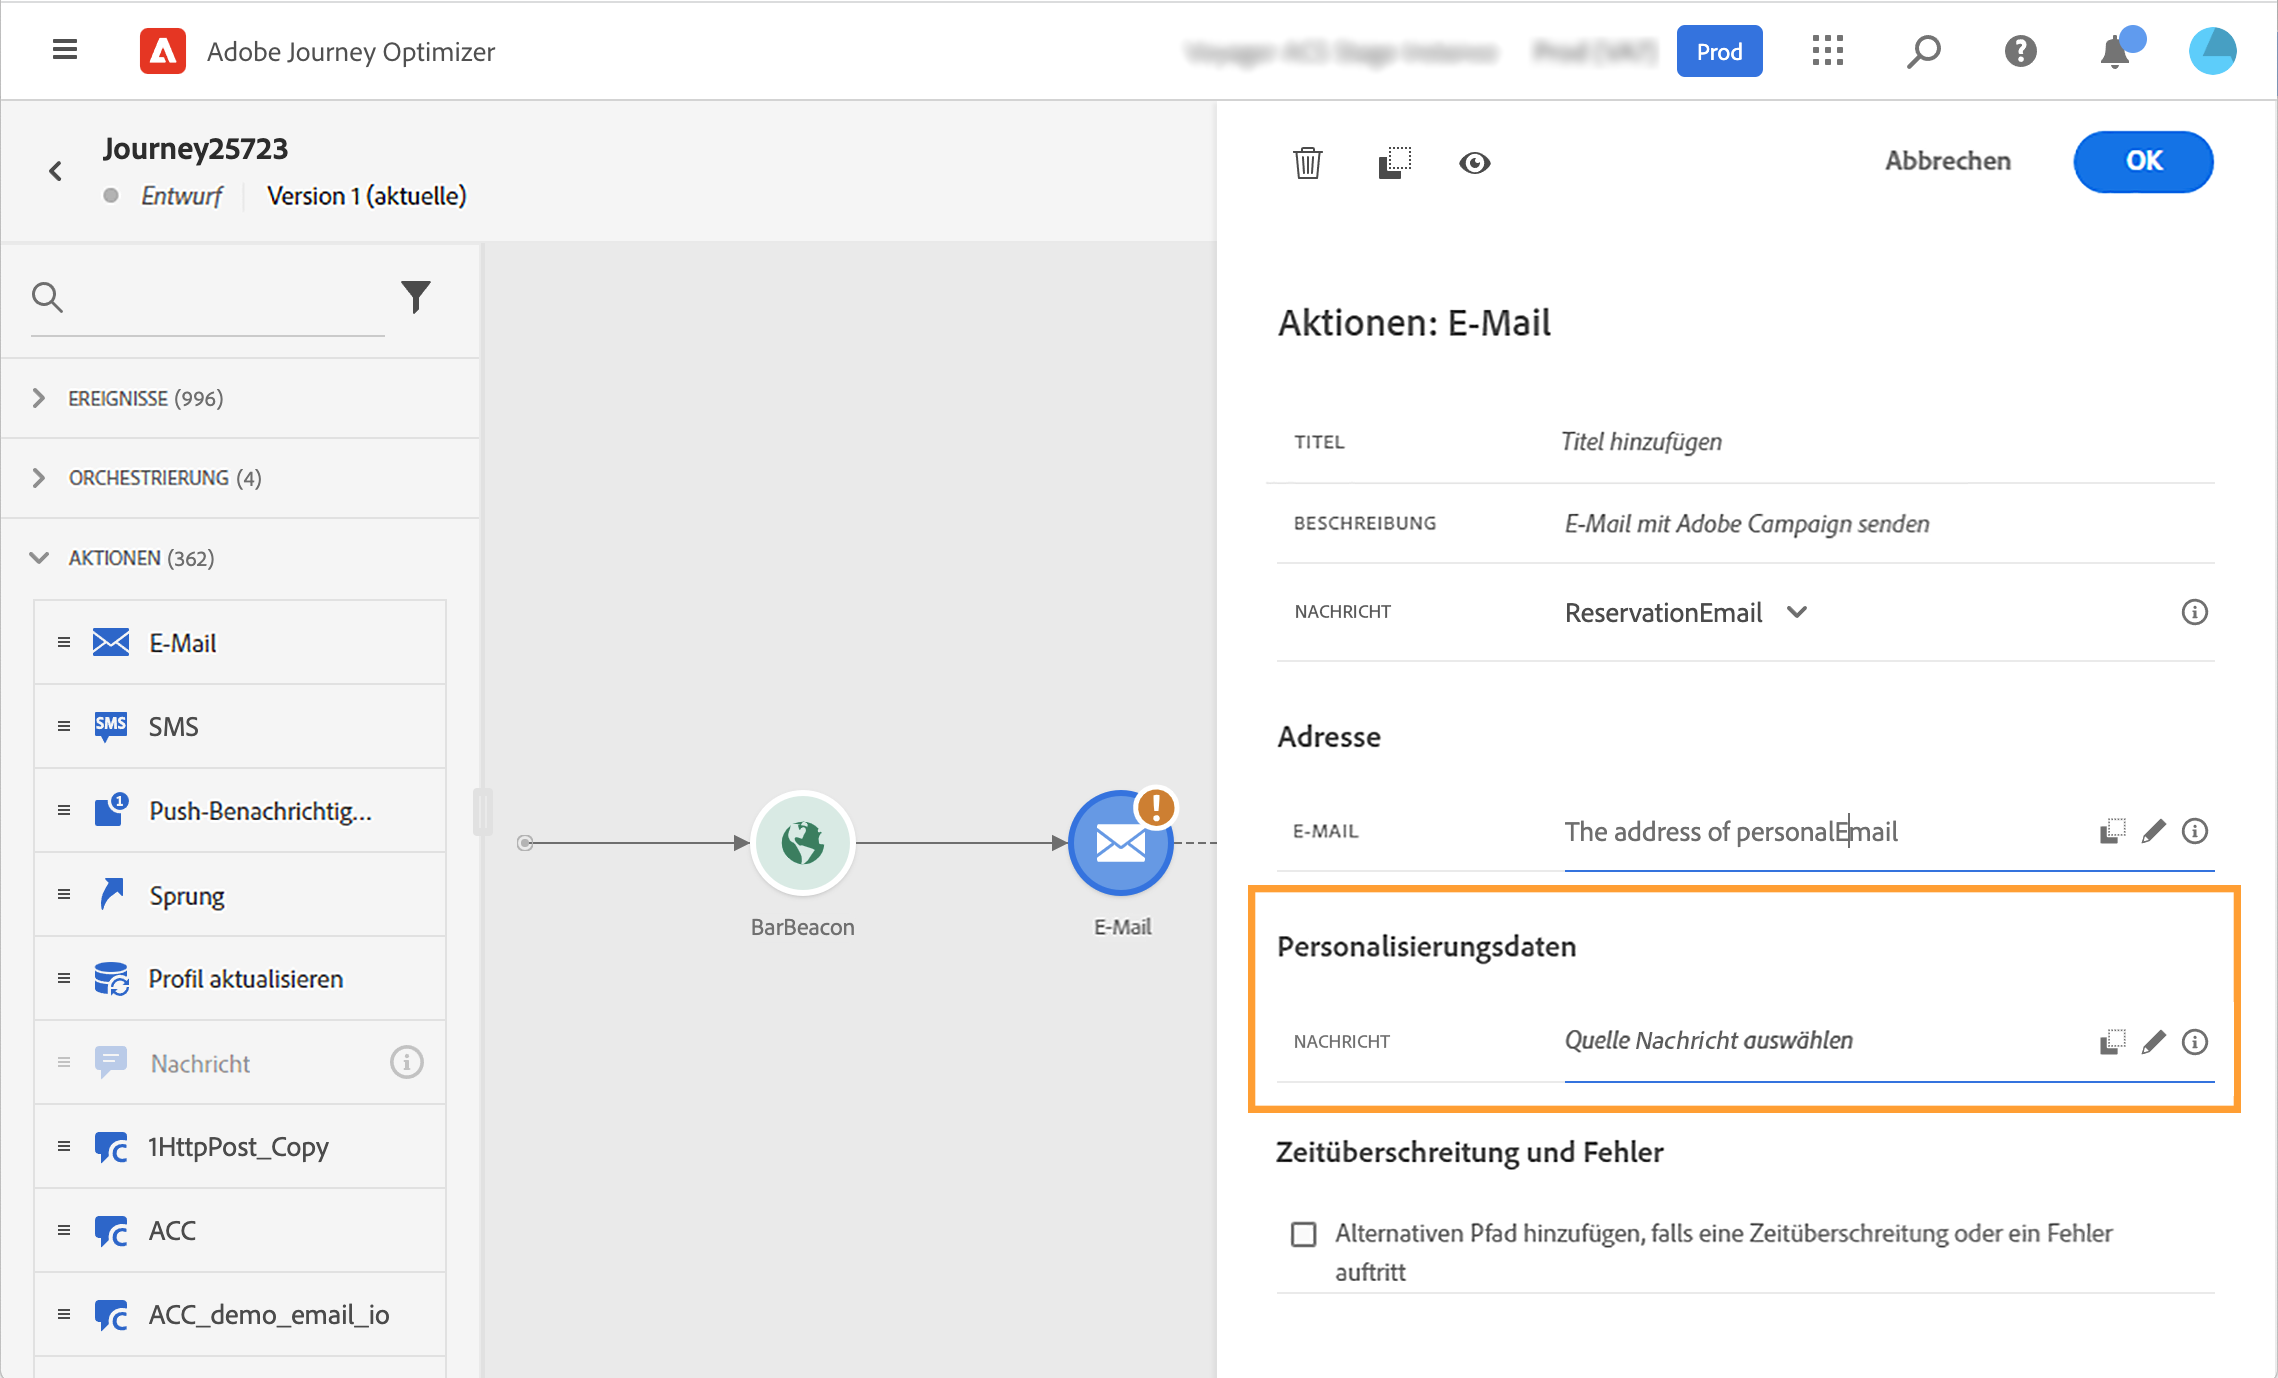 Adobe Journey Optimizer
Prod
Journey25723
Entwurf
Version 1 (aktuelle)
EREIGNISSE (996)
ORCHESTRIERUNG (4)
AKTIONEN (362)
E-Mail
SMS
SMS
1
Push-Benachrichtig...
Sprung
Profil aktualisieren
Nachricht
1HttpPost_Copy
ACC
ACC_demo_email_io
BarBeacon
E-Mail
Abbrechen
OK
Aktionen: E-Mail
TITEL
Titel hinzufügen
BESCHREIBUNG
E-Mail mit Adobe Campaign senden
NACHRICHT
ReservationEmail
Adresse
E-MAIL
The address of personalEmail
Personalisierungsdaten
NACHRICHT
Quelle Nachricht auswählen
Zeitüberschreitung und Fehler
Alternativen Pfad hinzufügen, falls eine Zeitüberschreitung oder ein Fehler
auftritt